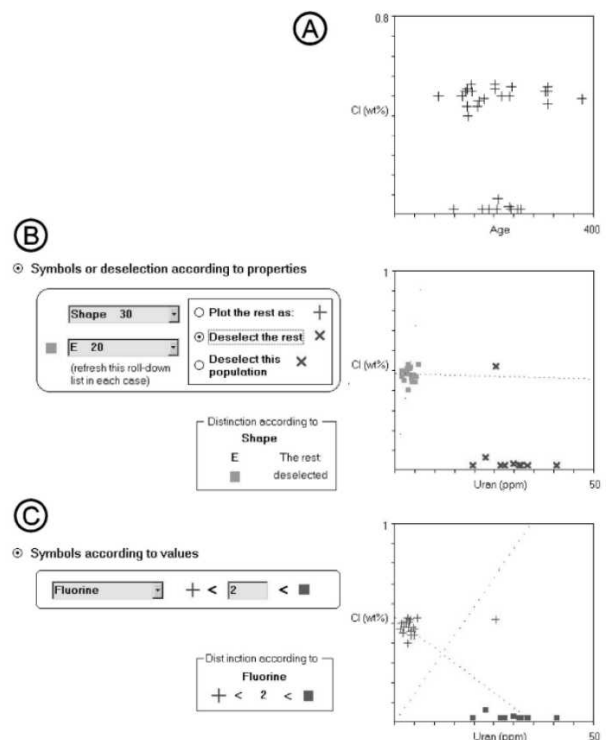 A
0.8
Cl (wt%)
Age 400
B
Symbols or deselection according to properties
Shape 30
E 20
(refresh this roll-down
list in each case)
Plot the rest as:
Deselect the rest
Deselect this
population
Distinction according to
Shape
E The rest:
deselected
1
Cl (wt%)
Uran (ppm) 50
C
Symbols according to values
Fluorine + < 2 <
Distinction according to
Fluorine
+ < 2 <
1
Cl (wt%)
Uran (ppm) 50